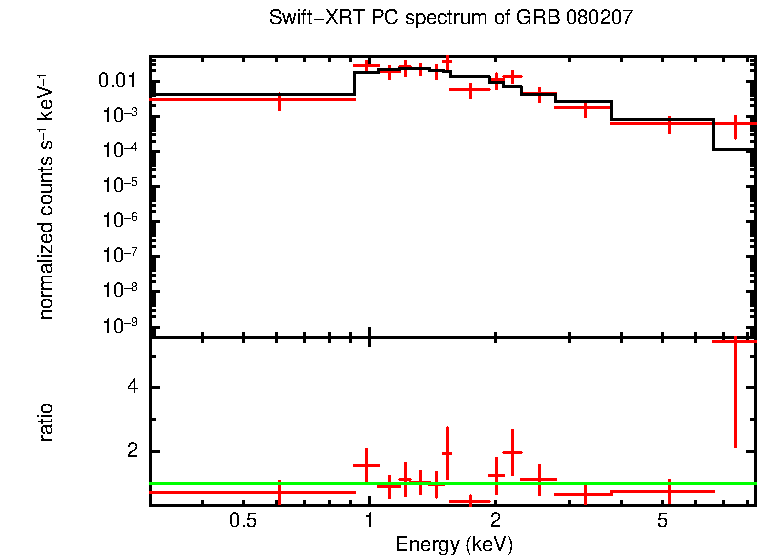 Swift−XRT PC spectrum of GRB 080207
normalized counts s⁻¹ keV⁻¹
0.01
10⁻³
10⁻⁴
10⁻⁵
10⁻⁶
10⁻⁷
10⁻⁸
10⁻⁹
ratio
4
2
0.5 1 2 5
Energy (keV)